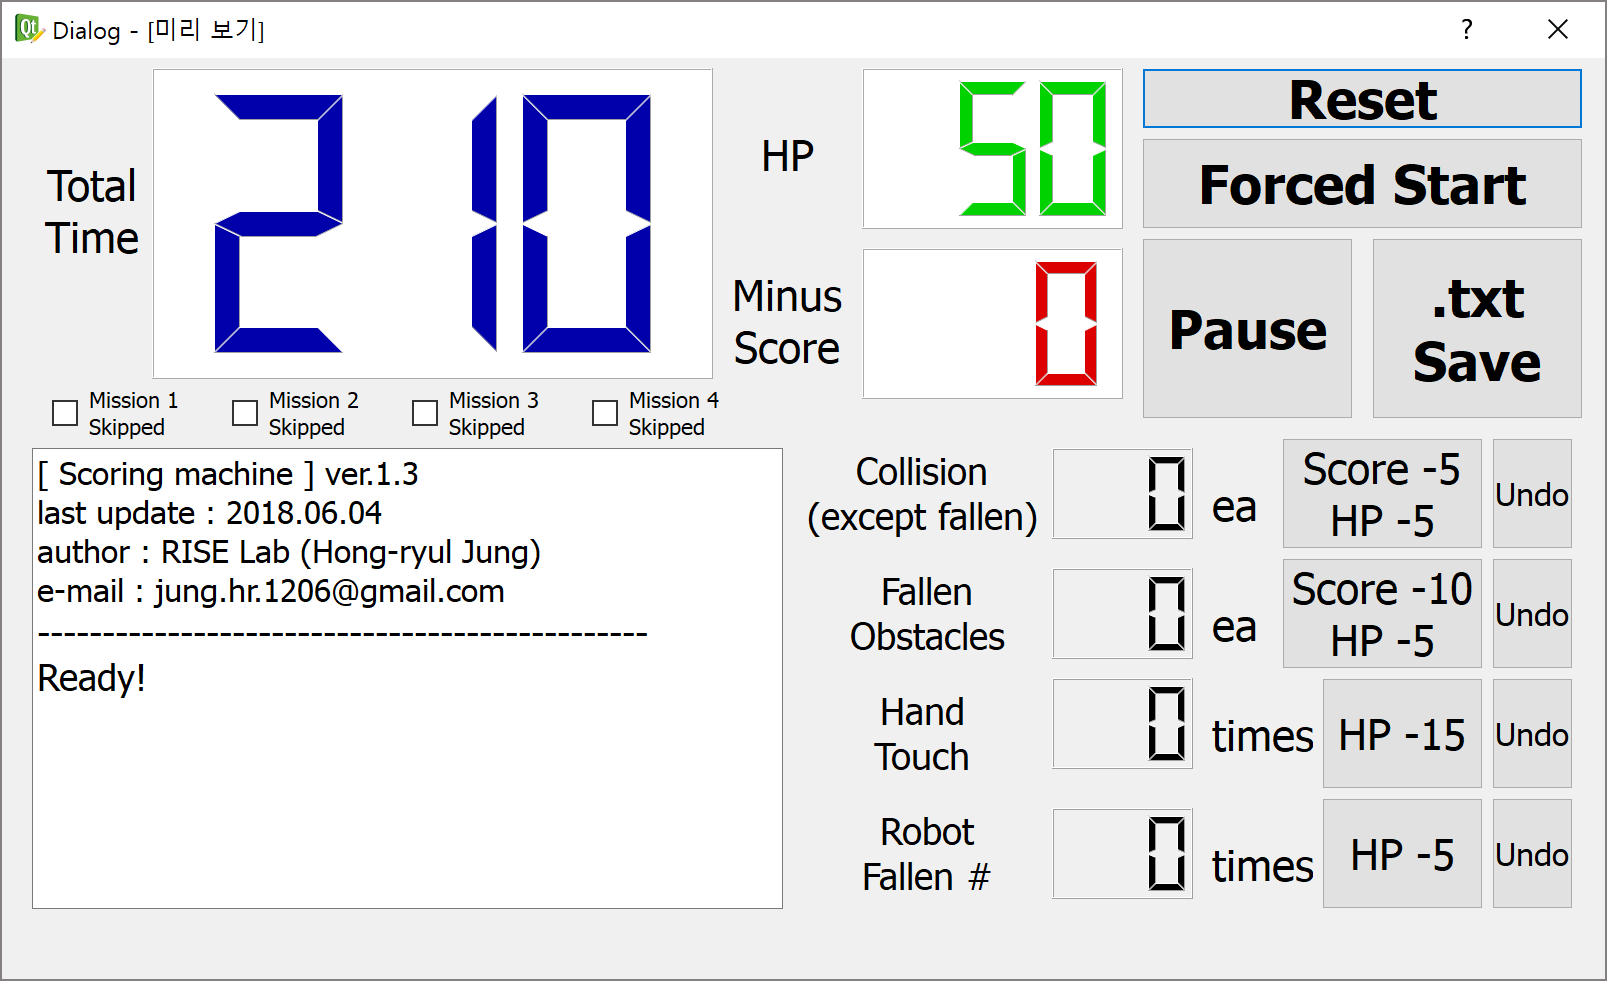 Qt
Dialog - [미리 보기]
?
Total
Time
210
HP
50
Minus
Score
0
Reset
Forced Start
Pause
.txt
Save
Mission 1
Skipped
Mission 2
Skipped
Mission 3
Skipped
Mission 4
Skipped
[ Scoring machine ] ver.1.3
last update : 2018.06.04
author : RISE Lab (Hong-ryul Jung)
e-mail : jung.hr.1206@gmail.com
-----------------------------------------------
Ready!
Collision
(except fallen)
0
ea
Score -5
HP -5
Undo
Fallen
Obstacles
0
ea
Score -10
HP -5
Undo
Hand
Touch
0
times
HP -15
Undo
Robot
Fallen #
0
times
HP -5
Undo